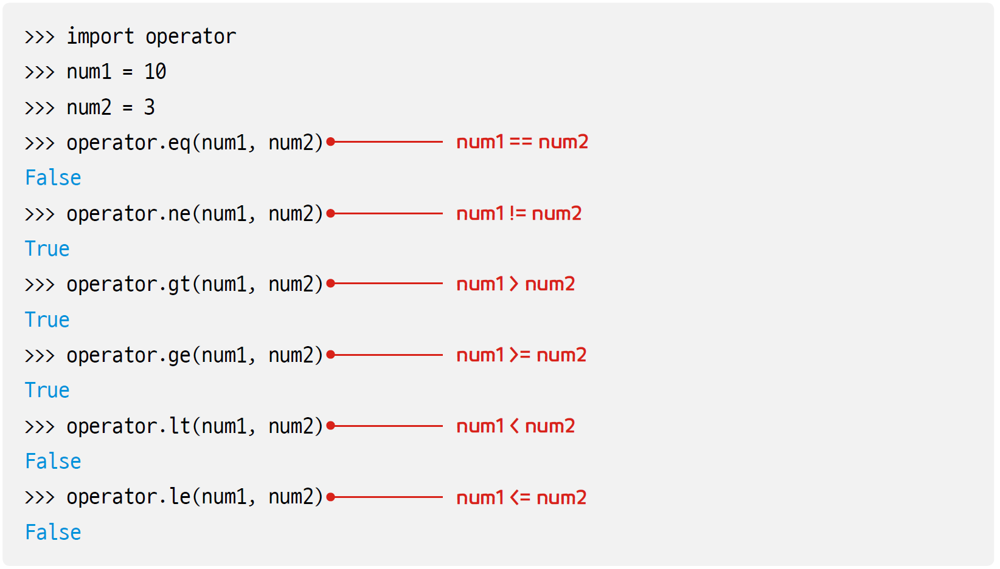 >>> import operator
>>> num1 = 10
>>> num2 = 3
>>> operator.eq(num1, num2) num1 == num2
False
>>> operator.ne(num1, num2) num1 != num2
True
>>> operator.gt(num1, num2) num1 > num2
True
>>> operator.ge(num1, num2) num1 >= num2
True
>>> operator.lt(num1, num2) num1 < num2
False
>>> operator.le(num1, num2) num1 <= num2
False